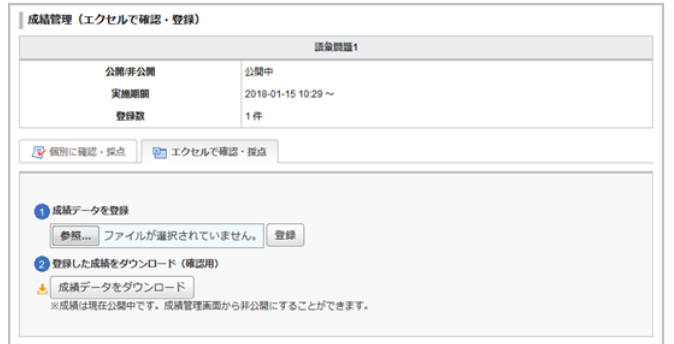 成績管理（エクセルで確認・登録）
語彙問題1
公開/非公開 公開中
実施期間 2018-01-15 10:29 ～
登録数 1 件
個別に確認・採点 エクセルで確認・採点
1 成績データを登録
参照... ファイルが選択されていません。 登録
2 登録した成績をダウンロード（確認用）
成績データをダウンロード
※成績は現在公開中です。成績管理画面から非公開にすることができます。